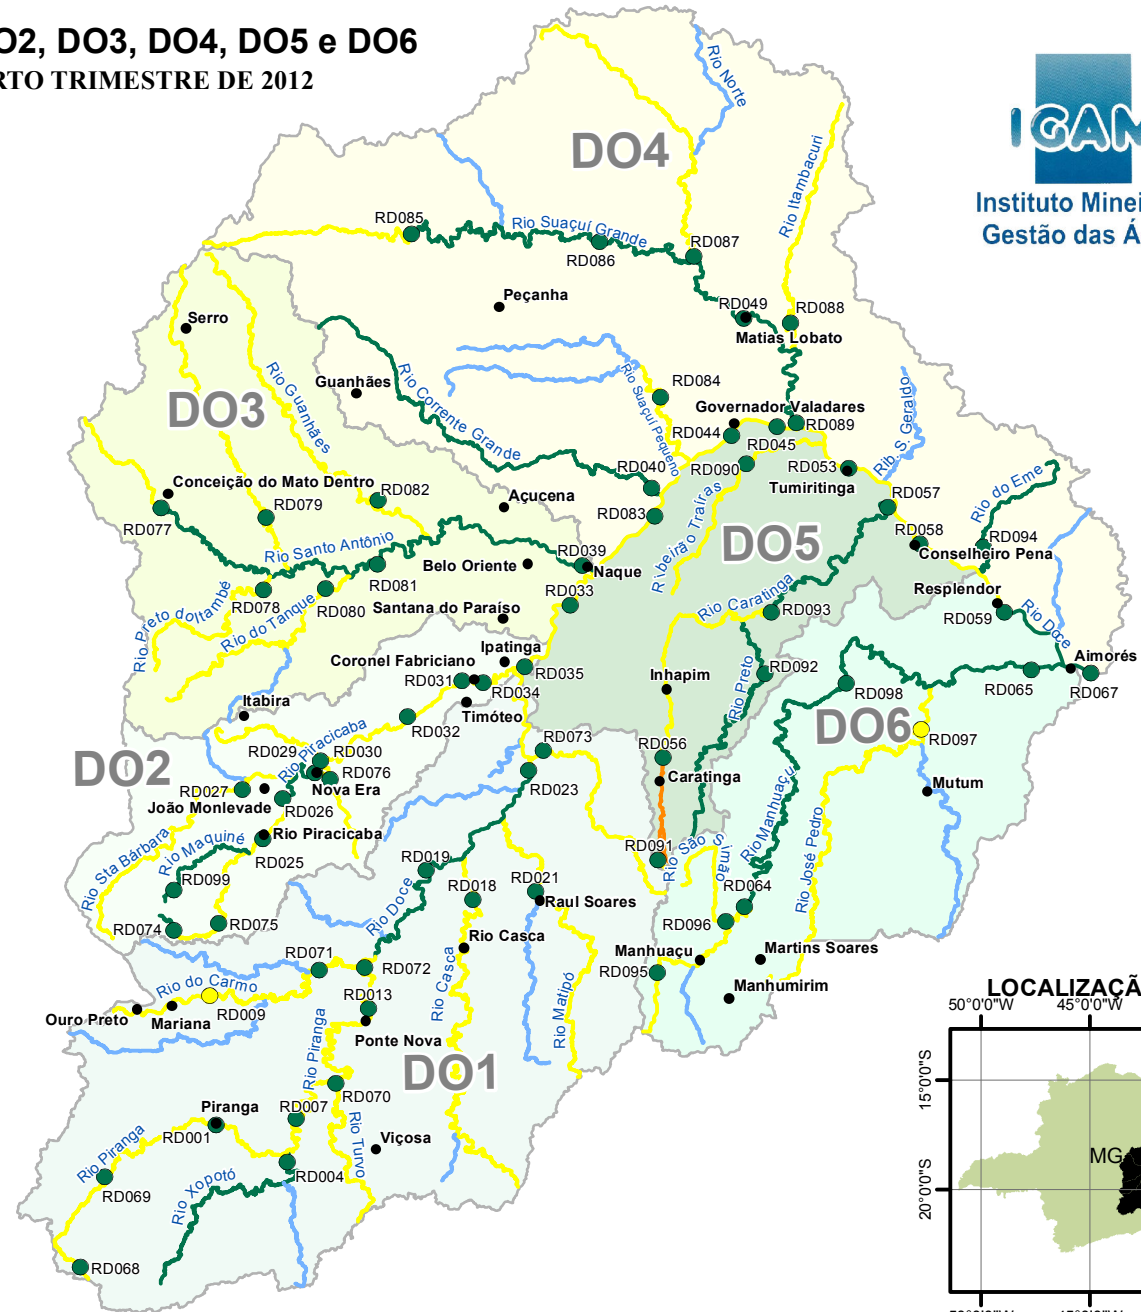 O2, DO3, DO4, DO5 e DO6
RTO TRIMESTRE DE 2012
IGAM
Instituto Minei
Gestão das Á
DO4
Rio Norte
Rio Itambacuri
RD085
Rio Suaçuí Grande
RD086
RD087
Peçanha
RD049
RD088
Matias Lobato
Serro
DO3
Rio Guanhães
Guanhães
Rio Corrente Grande
Rio Suaçuí Pequeno
RD084
Governador Valadares
RD044
RD045
RD089
Rib. S. Geraldo
RD040
RD090
RD053
Tumiritinga
Conceição do Mato Dentro
RD077
RD079
RD082
Açucena
RD083
Ribeirão Traíras
DO5
RD057
Rio do Eme
RD058
RD094
Conselheiro Pena
Rio Santo Antônio
Belo Oriente
RD039
Naque
RD081
RD078
RD080
Rio Preto do Itambé
Rio do Tanque
Santana do Paraíso
RD033
Rio Caratinga
RD093
Resplendor
RD059
Rio Doce
Ipatinga
Coronel Fabriciano
RD031
RD034
RD035
Timóteo
Inhapim
Rio Preto
RD092
RD098
RD065
Aimorés
RD067
Itabira
RD032
DO2
RD029
Rio Piracicaba
RD030
RD076
Nova Era
RD027
João Monlevade
RD026
RD073
RD023
RD056
Caratinga
DO6
RD097
Mutum
Rio Piracicaba
Rio Maquiné
RD025
Rio Sta Bárbara
RD099
RD074
RD075
RD019
Rio Doce
RD018
RD021
Raul Soares
RD091
Rio São Simão
Rio Manhuaçu
RD064
RD096
Rio José Pedro
Rio Casca
Manhuaçu
RD095
Martins Soares
Manhumirim
RD071
RD072
Rio do Carmo
RD009
Ouro Preto
Mariana
RD013
Ponte Nova
Rio Casca
Rio Matipó
DO1
Rio Piranga
RD070
RD007
Piranga
RD001
Rio Turvo
Viçosa
RD004
Rio Piranga
RD069
Rio Xopotó
RD068
LOCALIZAÇÃ
50°0'0"W 45°0'0"W
15°0'0"S
20°0'0"S
MG